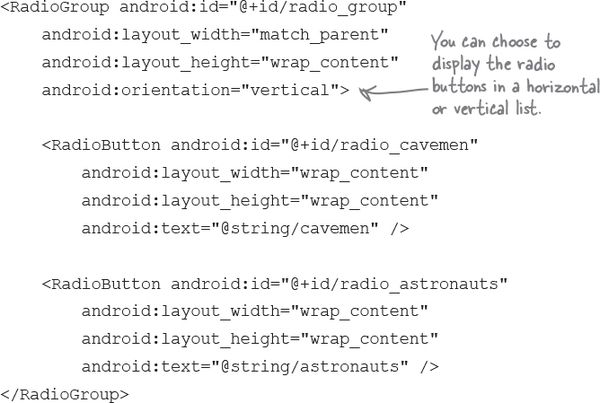 <RadioGroup android:id="@+id/radio_group"
    android:layout_width="match_parent"
    android:layout_height="wrap_content"
    android:orientation="vertical">
You can choose to
display the radio
buttons in a horizontal
or vertical list.
    <RadioButton android:id="@+id/radio_cavemen"
        android:layout_width="wrap_content"
        android:layout_height="wrap_content"
        android:text="@string/cavemen" />
    <RadioButton android:id="@+id/radio_astronauts"
        android:layout_width="wrap_content"
        android:layout_height="wrap_content"
        android:text="@string/astronauts" />
</RadioGroup>